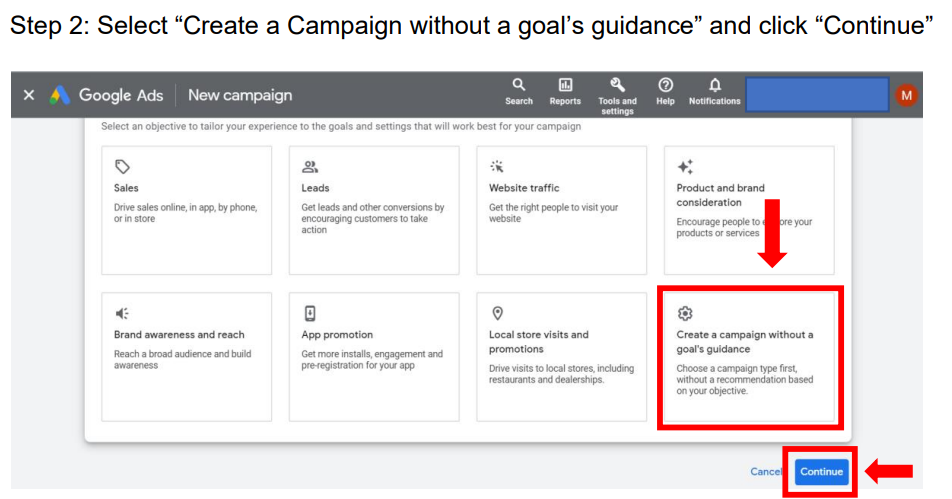 Step 2: Select “Create a Campaign without a goal’s guidance” and click “Continue”
Google Ads
New campaign
Search
Reports
Tools and
settings
Help
Notifications
M
Select an objective to tailor your experience to the goals and settings that will work best for your campaign
Sales
Drive sales online, in app, by phone,
or in store
Leads
Get leads and other conversions by
encouraging customers to take
action
Website traffic
Get the right people to visit your
website
Product and brand
consideration
Encourage people to your
products or services
Brand awareness and reach
Reach a broad audience and build
awareness
App promotion
Get more installs, engagement and
pre-registration for your app
Local store visits and
promotions
Drive visits to local stores, including
restaurants and dealerships.
Create a campaign without a
goal’s guidance
Choose a campaign type first,
without a recommendation based
on your objective.
Cancel
Continue